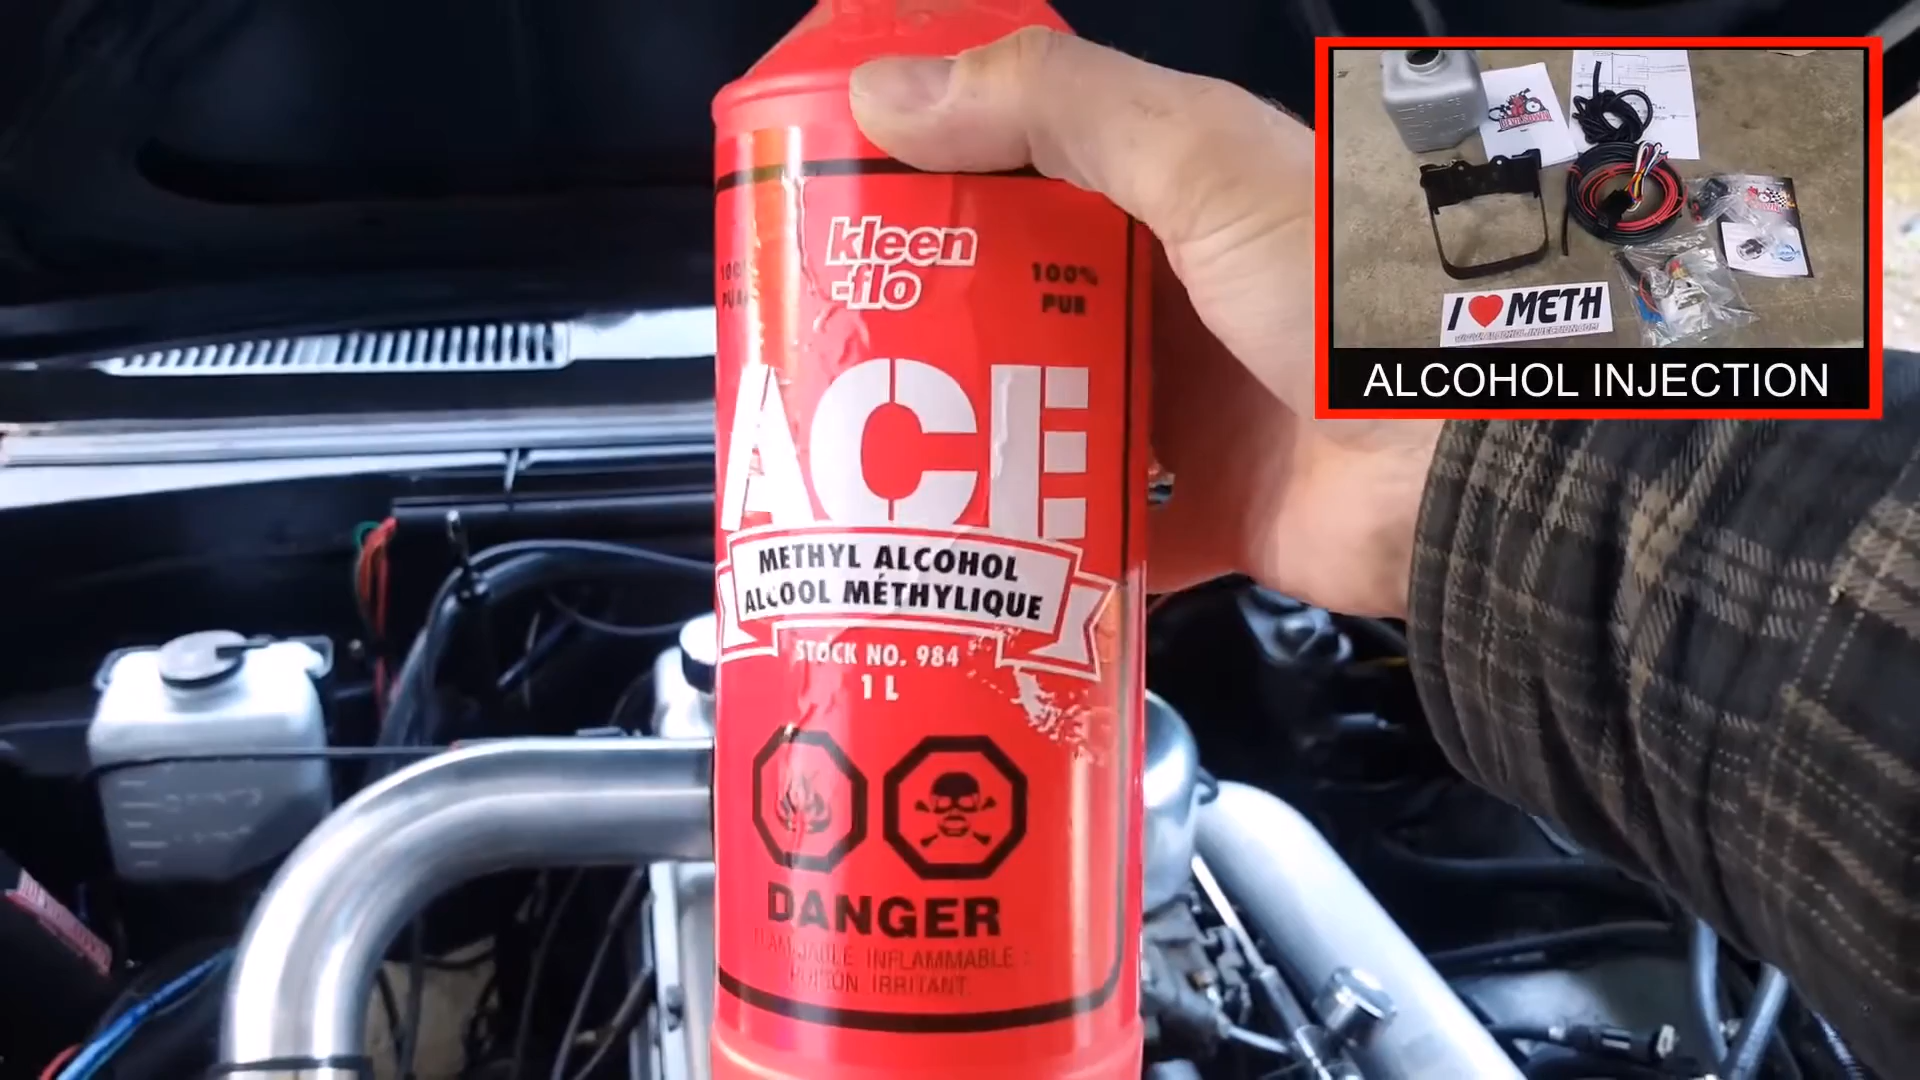 kleen
-flo
100%
PUR
ACE
METHYL ALCOHOL
ALCOOL MÉTHYLIQUE
STOCK NO. 984
1 L
DANGER
INFLAMMABLE
IRRITANT.
I ❤ METH
ALCOHOL INJECTION